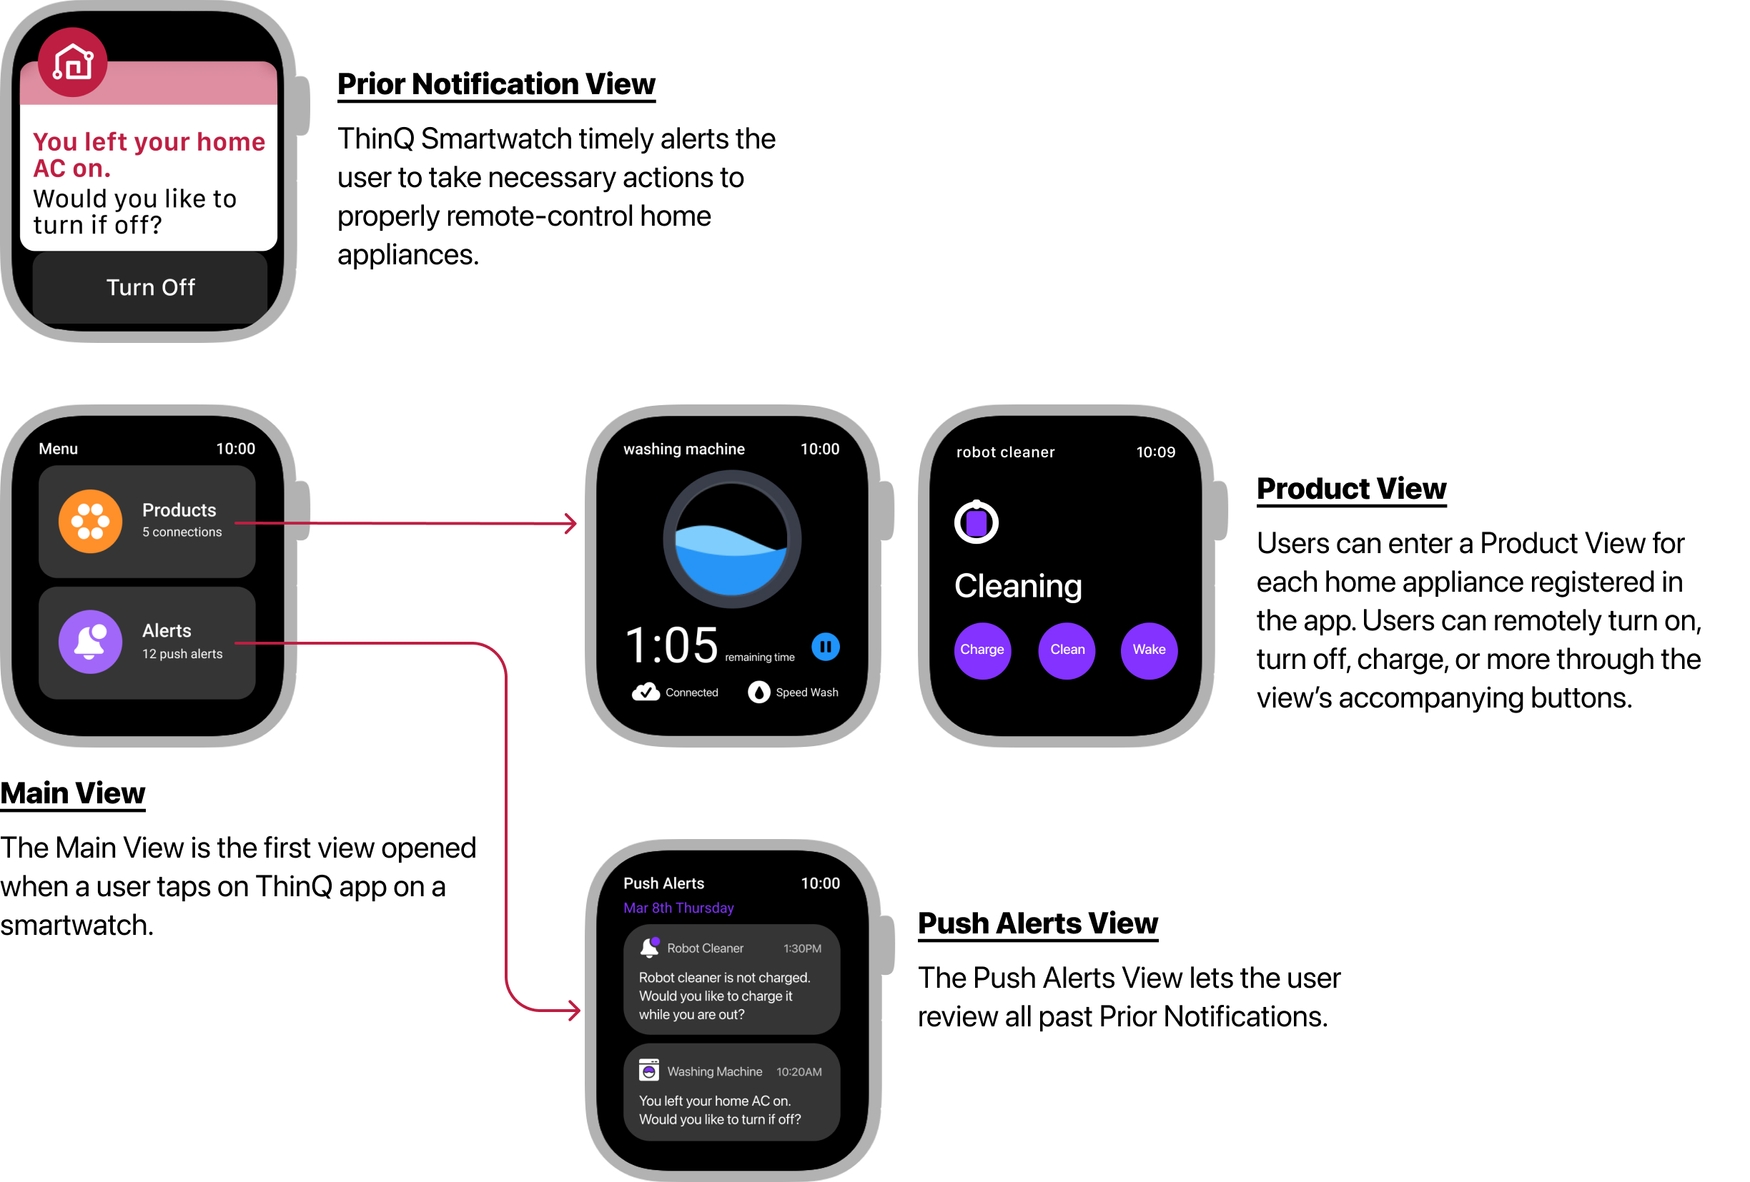 You left your home
AC on.
Would you like to
turn if off?
Turn Off
Prior Notification View
ThinQ Smartwatch timely alerts the
user to take necessary actions to
properly remote-control home
appliances.
Menu 10:00
Products
5 connections
Alerts
12 push alerts
Main View
The Main View is the first view opened
when a user taps on ThinQ app on a
smartwatch.
washing machine 10:00
1:05 remaining time
Connected Speed Wash
robot cleaner 10:09
Cleaning
Charge Clean Wake
Product View
Users can enter a Product View for
each home appliance registered in
the app. Users can remotely turn on,
turn off, charge, or more through the
view’s accompanying buttons.
Push Alerts 10:00
Mar 8th Thursday
Robot Cleaner 1:30PM
Robot cleaner is not charged.
Would you like to charge it
while you are out?
Washing Machine 10:20AM
You left your home AC on.
Would you like to turn if off?
Push Alerts View
The Push Alerts View lets the user
review all past Prior Notifications.